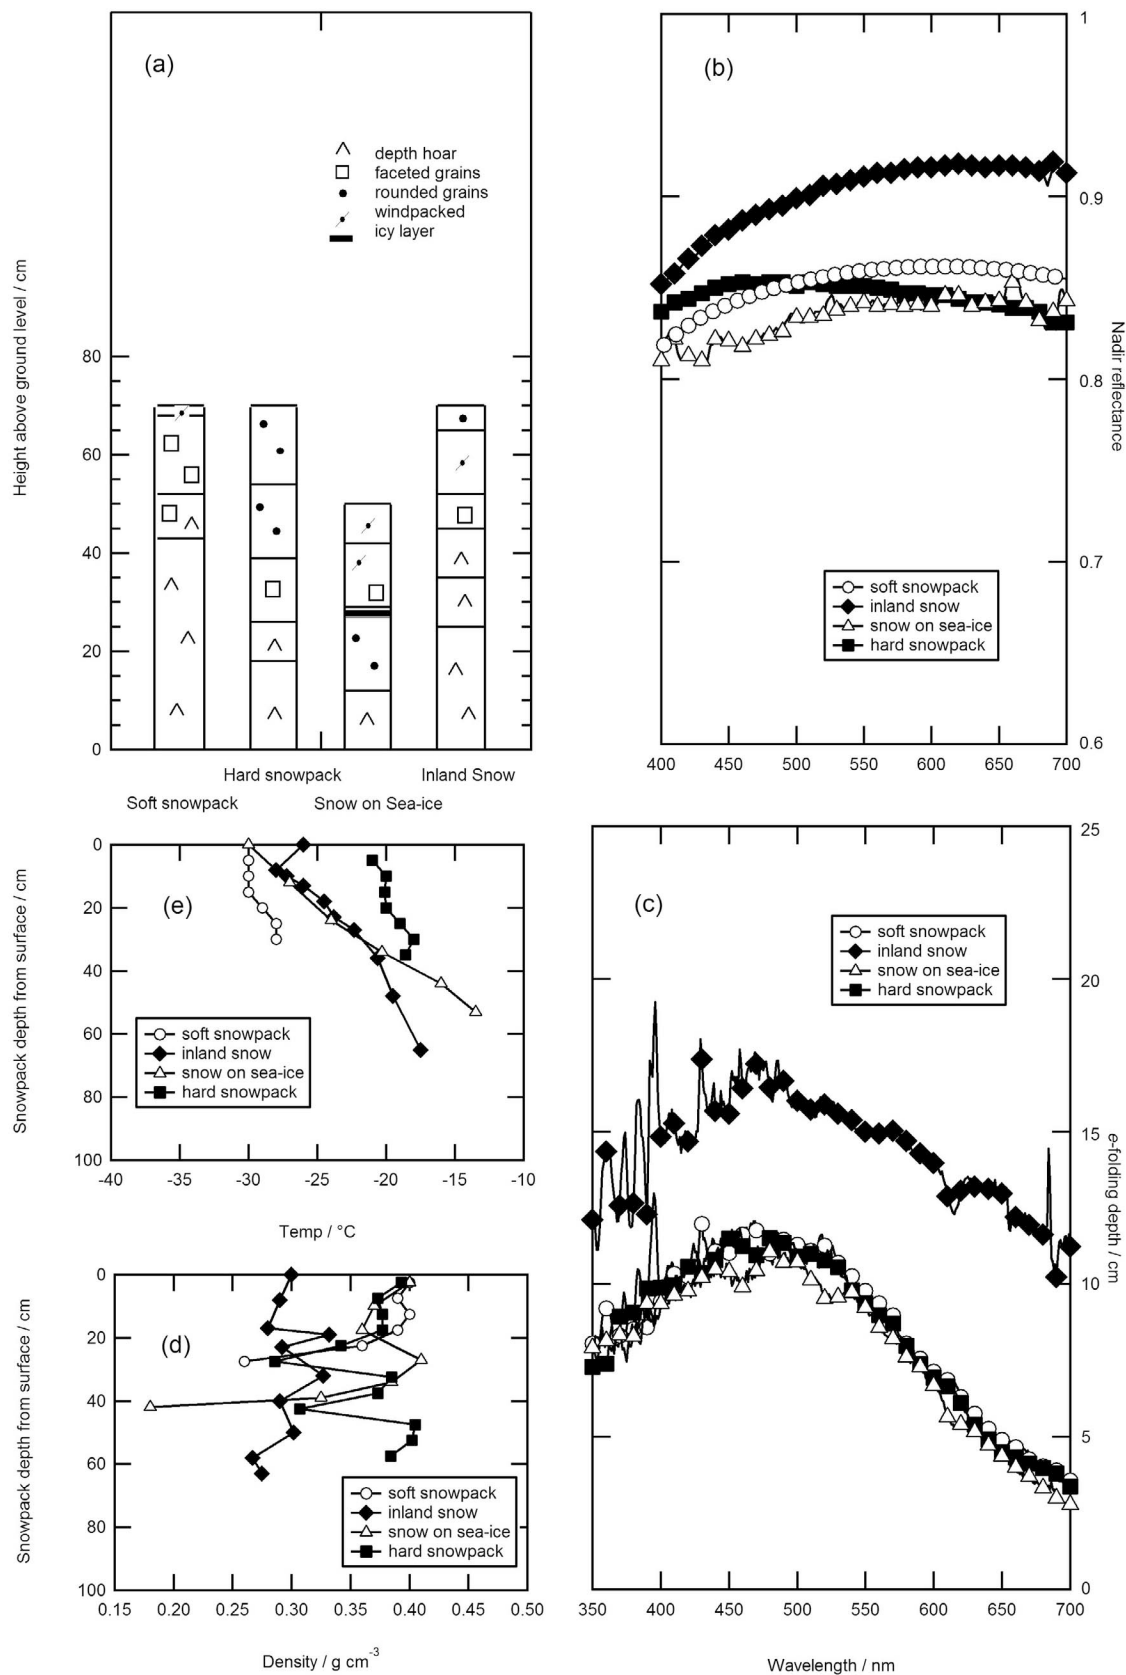 (a)
depth hoar
faceted grains
rounded grains
windpacked
icy layer
Height above ground level / cm
80
60
40
20
0
Hard snowpack
Inland Snow
Soft snowpack
Snow on Sea-ice
(b)
1
0.9
0.8
0.7
0.6
Nadir reflectance
soft snowpack
inland snow
snow on sea-ice
hard snowpack
400
450
500
550
600
650
700
(e)
0
20
40
60
80
100
Snowpack depth from surface / cm
soft snowpack
inland snow
snow on sea-ice
hard snowpack
-40
-35
-30
-25
-20
-15
-10
Temp / °C
(c)
25
20
15
10
5
0
e-folding depth / cm
soft snowpack
inland snow
snow on sea-ice
hard snowpack
350
400
450
500
550
600
650
700
Wavelength / nm
(d)
0
20
40
60
80
100
Snowpack depth from surface / cm
soft snowpack
inland snow
snow on sea-ice
hard snowpack
0.15
0.20
0.30
0.35
0.40
0.45
0.50
Density / g cm-3